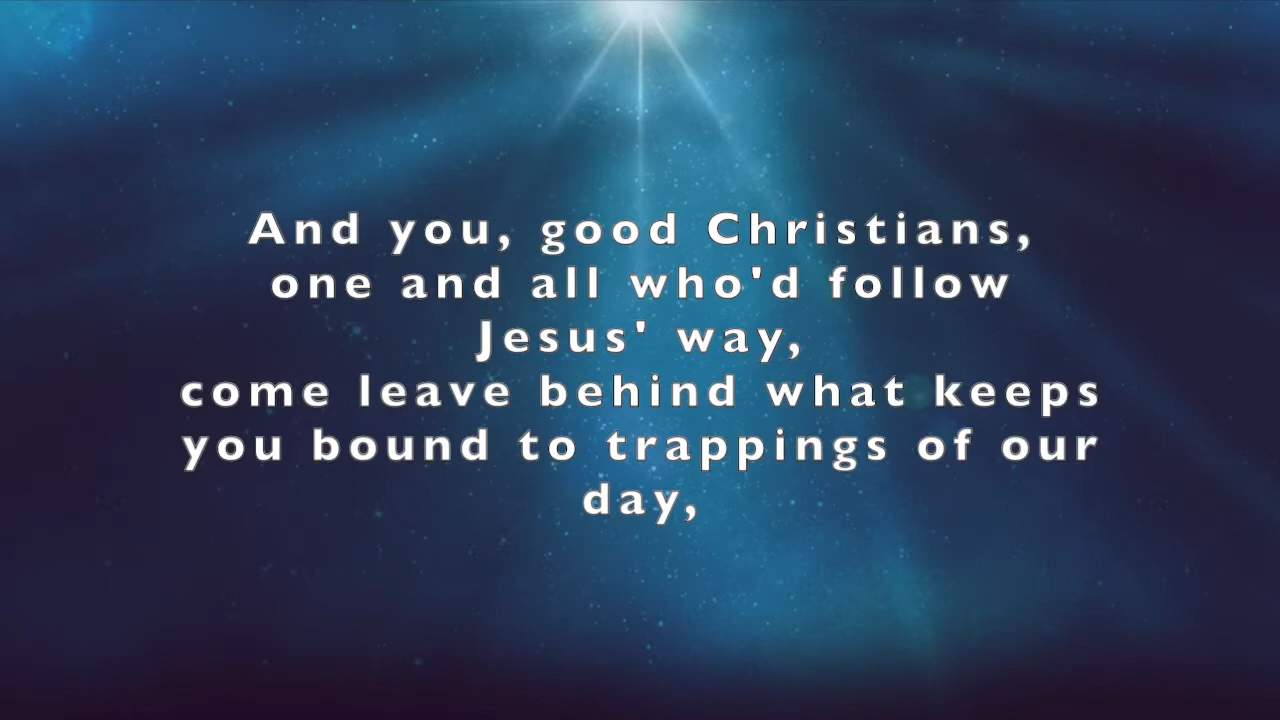 And you, good Christians,
one and all who'd follow
Jesus' way,
come leave behind what keeps
you bound to trappings of our
day,